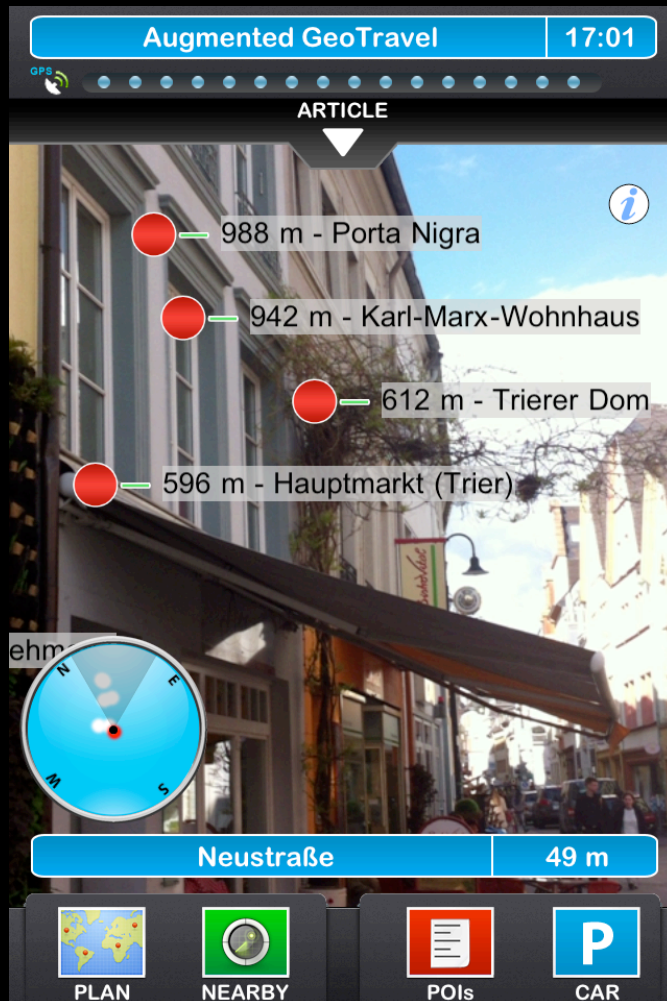 Augmented GeoTravel 17:01
GPS
ARTICLE
i
988 m - Porta Nigra
942 m - Karl-Marx-Wohnhaus
612 m - Trierer Dom
596 m - Hauptmarkt (Trier)
ehm
N
E
W
S
Neustraße 49 m
P
PLAN NEARBY POIs CAR